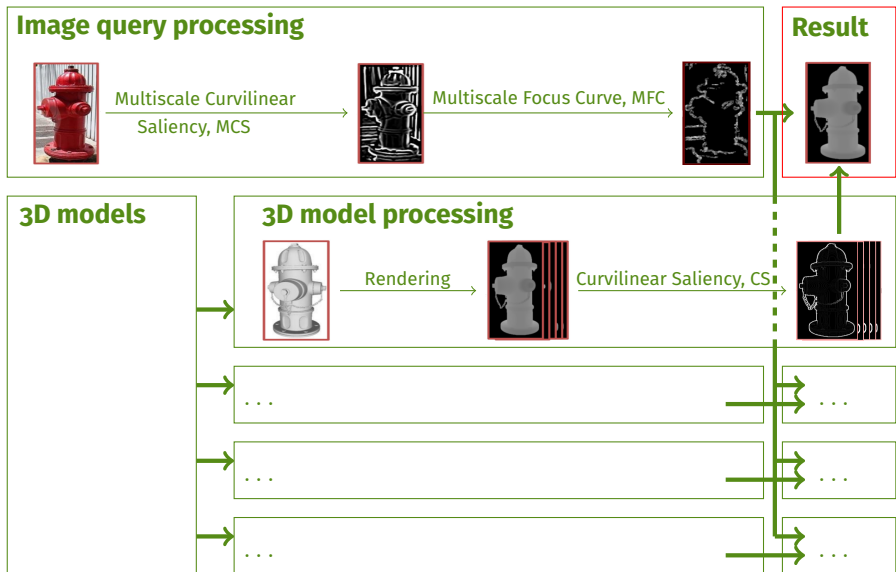 Image query processing
Result
Multiscale Curvilinear
Saliency, MCS
Multiscale Focus Curve, MFC
3D models
3D model processing
Rendering
Curvilinear Saliency, CS
. . .
. . .
. . .
. . .
. . .
. . .